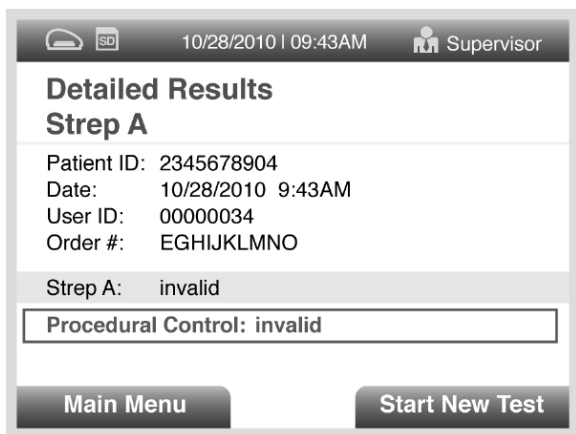 SD 10/28/2010 | 09:43AM Supervisor
Detailed Results
Strep A
Patient ID: 2345678904
Date: 10/28/2010 9:43AM
User ID: 00000034
Order #: EGHIJKLMNO
Strep A: invalid
Procedural Control: invalid
Main Menu Start New Test